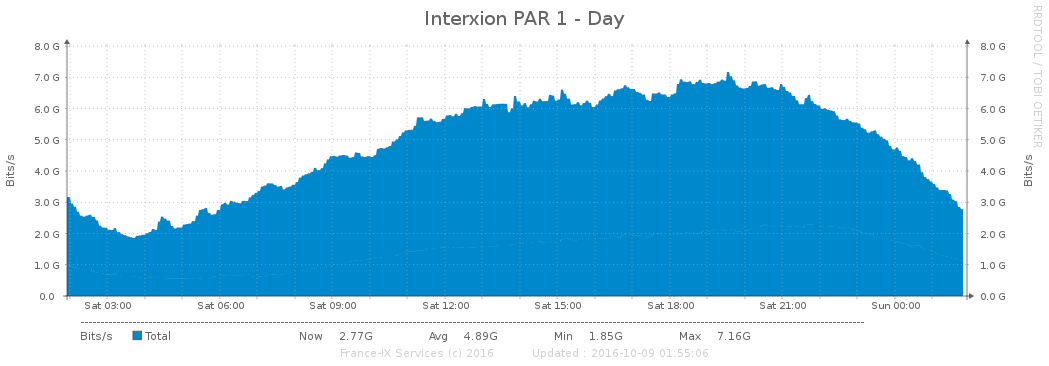 Interxion PAR 1 - Day
RRDTOOL / TOBI OETIKER
Bits/s
8.0 G 8.0 G
7.0 G 7.0 G
6.0 G 6.0 G
5.0 G 5.0 G
4.0 G 4.0 G
3.0 G 3.0 G
2.0 G 2.0 G
1.0 G 1.0 G
0.0 0.0 G
Bits/s
Sat 03:00 Sat 06:00 Sat 09:00 Sat 12:00 Sat 15:00 Sat 18:00 Sat 21:00 Sun 00:00
Bits/s Total Now 2.77G Avg 4.89G Min 1.85G Max 7.16G
France-IX Services (c) 2016 Updated : 2016-10-09 01:55:06